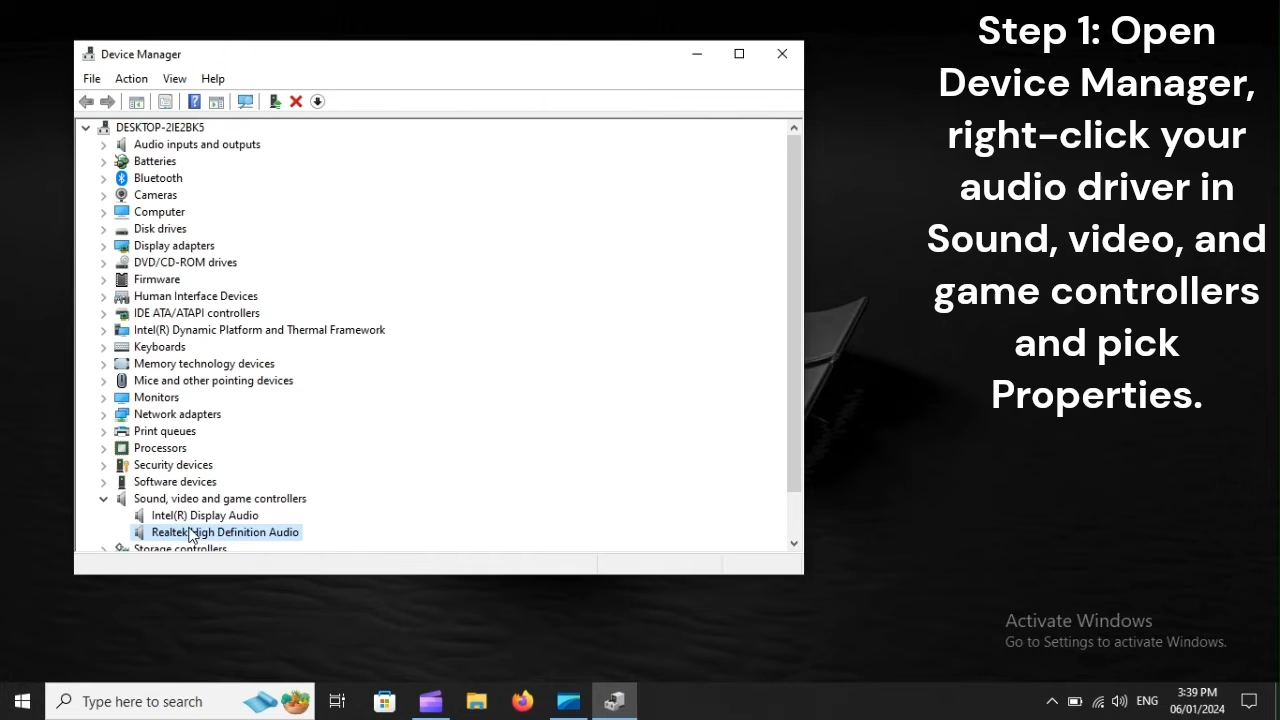 Device Manager
File Action View Help
DESKTOP-2IE2BK5
Audio inputs and outputs
Batteries
Bluetooth
Cameras
Computer
Disk drives
Display adapters
DVD/CD-ROM drives
Firmware
Human Interface Devices
IDE ATA/ATAPI controllers
Intel(R) Dynamic Platform and Thermal Framework
Keyboards
Memory technology devices
Mice and other pointing devices
Monitors
Network adapters
Print queues
Processors
Security devices
Software devices
Sound, video and game controllers
Intel(R) Display Audio
Realtek High Definition Audio
Storage controllers
Step 1: Open
Device Manager,
right-click your
audio driver in
Sound, video, and
game controllers
and pick
Properties.
Activate Windows
Go to Settings to activate Windows.
Type here to search
ENG
3:39 PM
06/01/2024